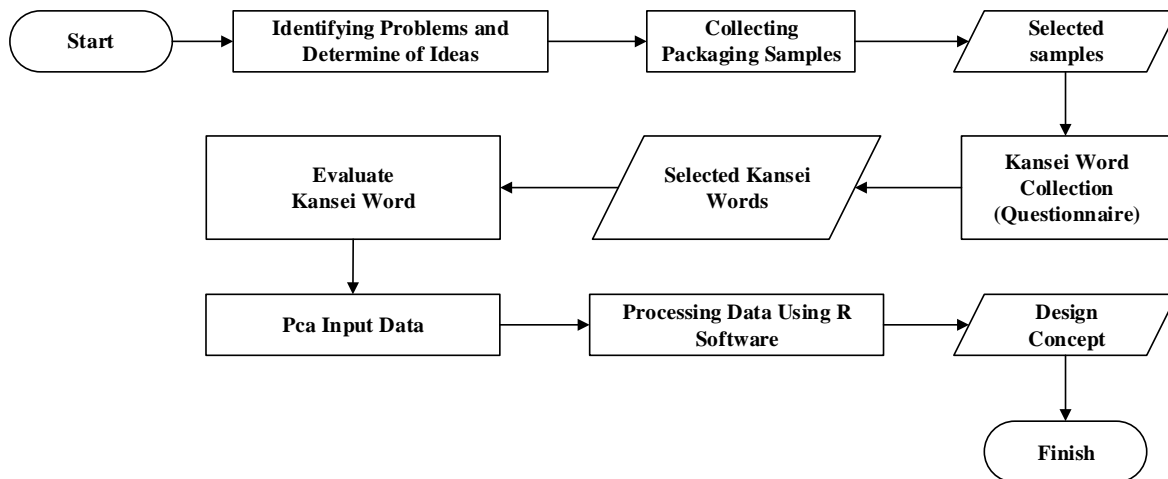 Start
Identifying Problems and
Determine of Ideas
Collecting
Packaging Samples
Selected
samples
Kansei Word
Collection
(Questionnaire)
Selected Kansei
Words
Evaluate
Kansei Word
Pca Input Data
Processing Data Using R
Software
Design
Concept
Finish